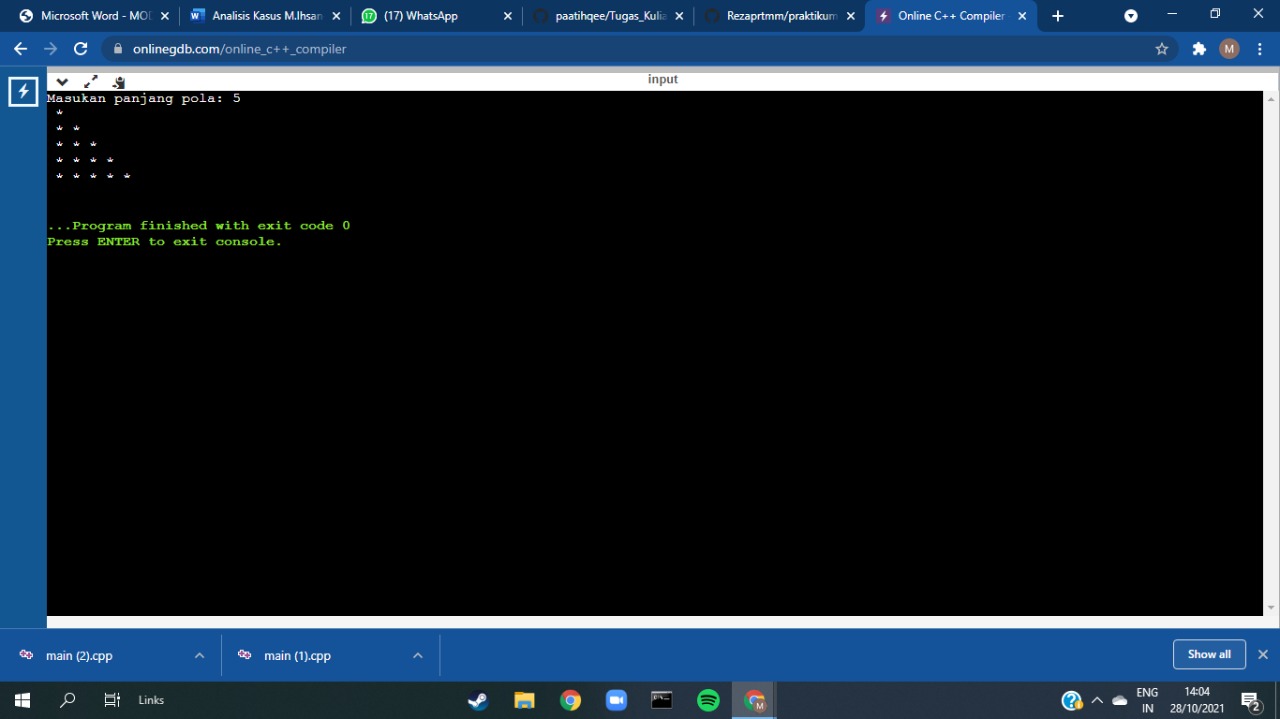 Microsoft Word - MOD
Analisis Kasus M.Ihsan
17
(17) WhatsApp
paatihqee/Tugas_Kulia
Rezaprtmm/praktikum
Online C++ Compiler
M
onlinegdb.com/online_c++_compiler
input
Masukan panjang pola: 5
*
* *
* * *
* * * *
* * * * *
...Program finished with exit code 0
Press ENTER to exit console.
main (2).cpp
main (1).cpp
Show all
Links
M
ENG
IN
14:04
28/10/2021
2